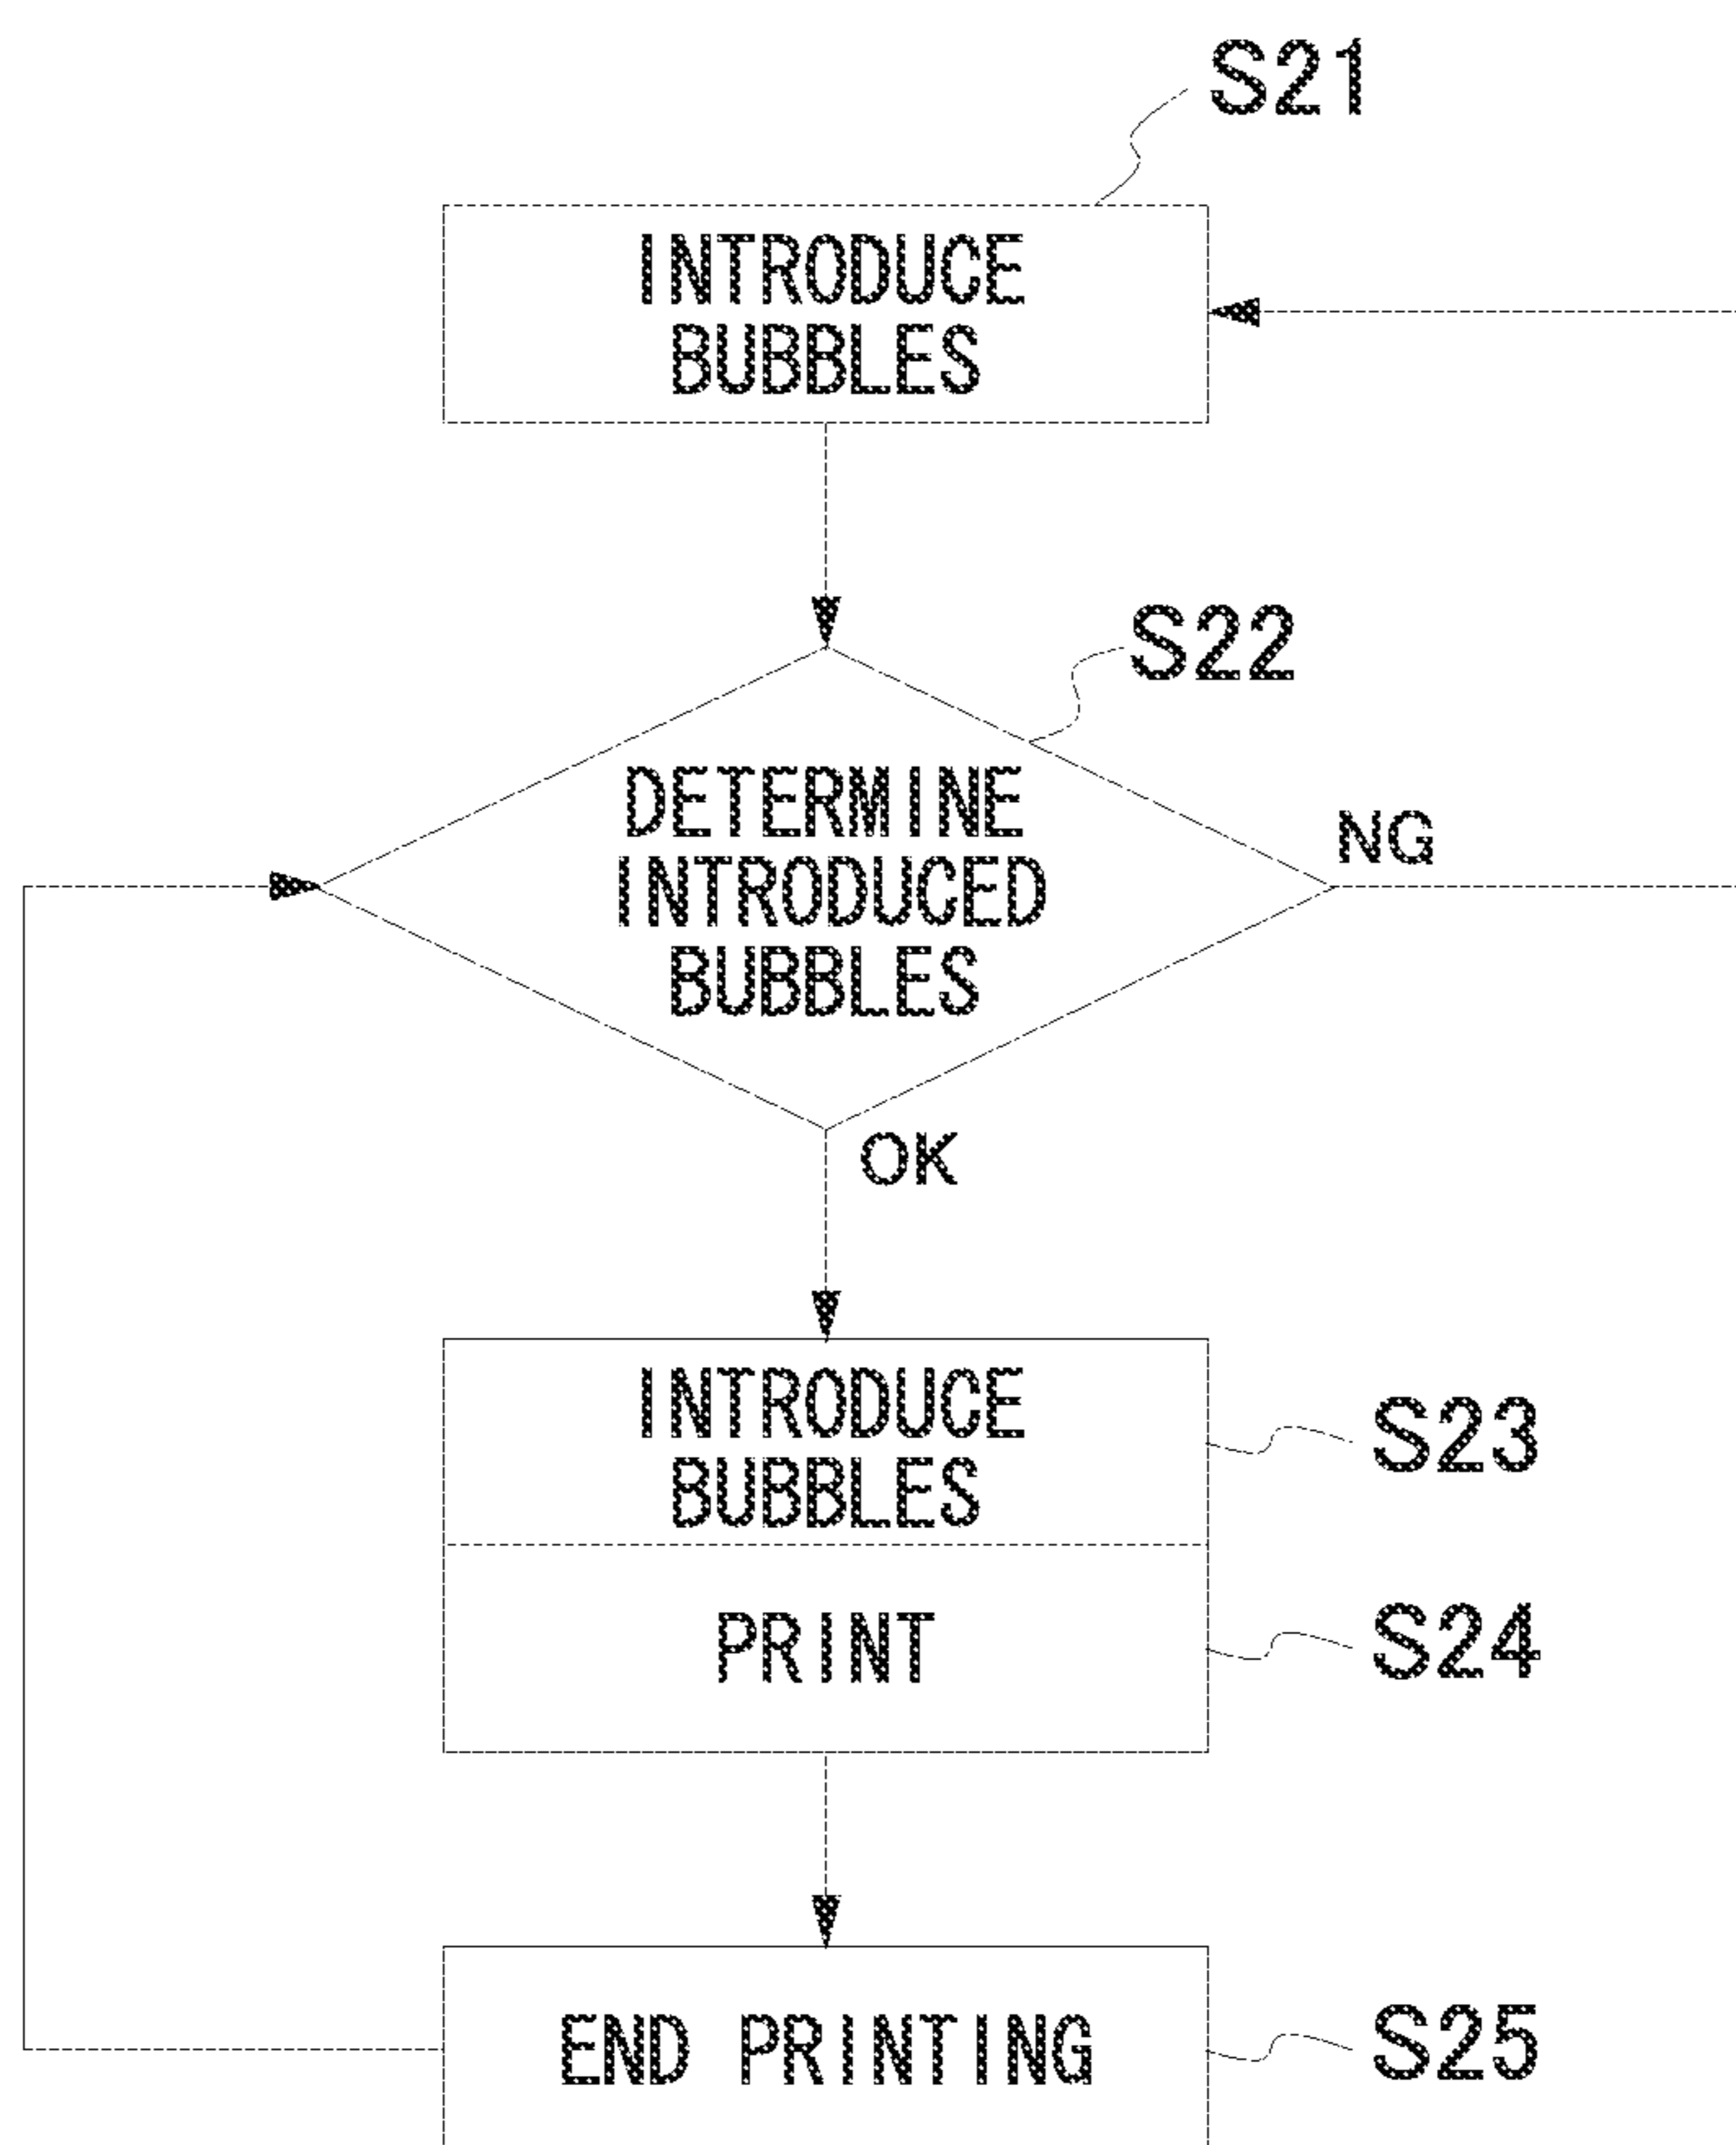 S21
INTRODUCE
BUBBLES
S22
DETERMINE
INTRODUCED
BUBBLES
NG
OK
INTRODUCE
BUBBLES
S23
PRINT
S24
END PRINTING
S25